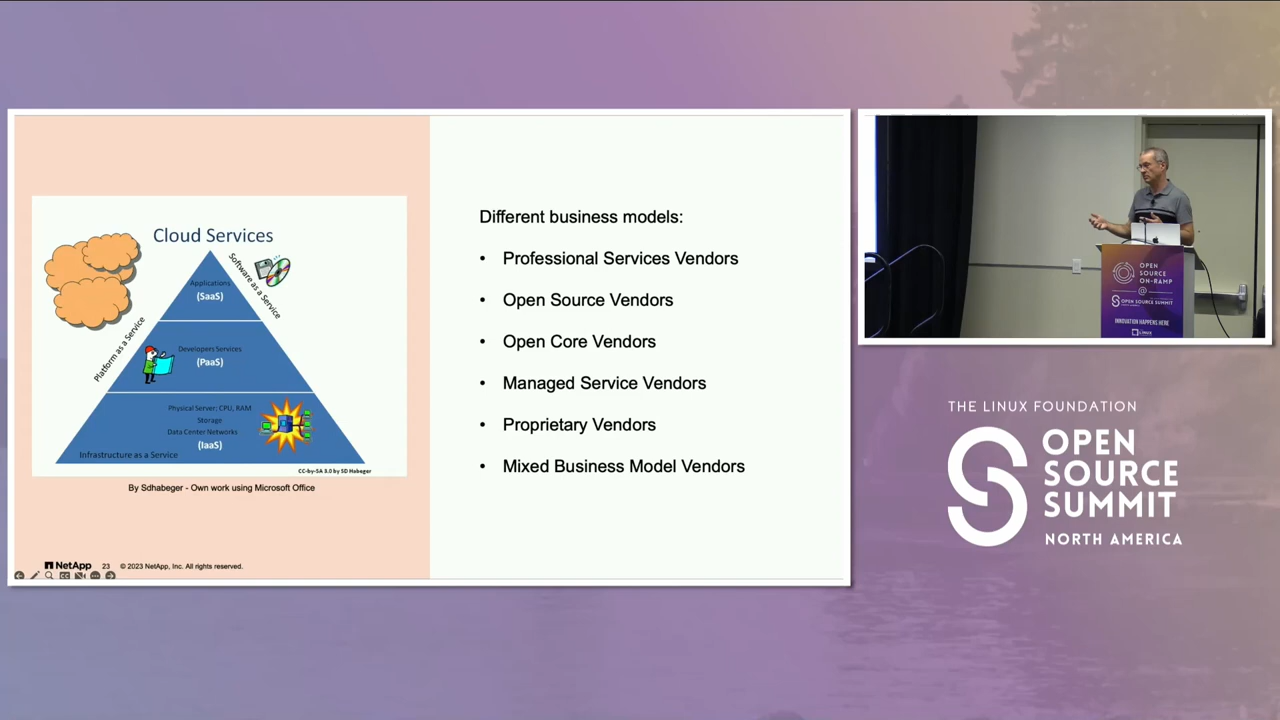 Cloud Services
Software as a Service
Applications
(SaaS)
Platform as a Service
Developers Services
(PaaS)
Physical Server; CPU, RAM
Storage
Data Center Networks
(IaaS)
Infrastructure as a Service
CC-by-SA 3.0 by SD Habeger
By Sdhabeger - Own work using Microsoft Office
NetApp
23
© 2023 NetApp, Inc. All rights reserved.
Different business models:
• Professional Services Vendors
• Open Source Vendors
• Open Core Vendors
• Managed Service Vendors
• Proprietary Vendors
• Mixed Business Model Vendors
OPEN
SOURCE
ON-RAMP
@
OPEN SOURCE SUMMIT
INNOVATION HAPPENS HERE
THE LINUX FOUNDATION
OPEN
SOURCE
SUMMIT
NORTH AMERICA